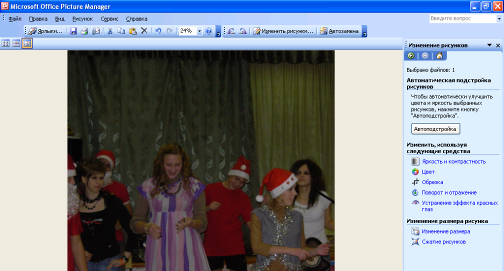 Microsoft Office Picture Manager
Файл Правка Вид Рисунок Сервис Справка
Введите вопрос
Ярлыки... 24% Изменить рисунки... Автозамена
Изменение рисунков
Выбрано файлов: 1
Автоматическая подстройка
рисунков
Чтобы автоматически улучшить
цвета и яркость выбранных
рисунков, нажмите кнопку
"Автоподстройка".
Автоподстройка
Изменить, используя
следующие средства
Яркость и контрастность
Цвет
Обрезка
Поворот и отражение
Устранение эффекта красных
глаз
Изменение размера рисунка
Изменение размера
Сжатие рисунков